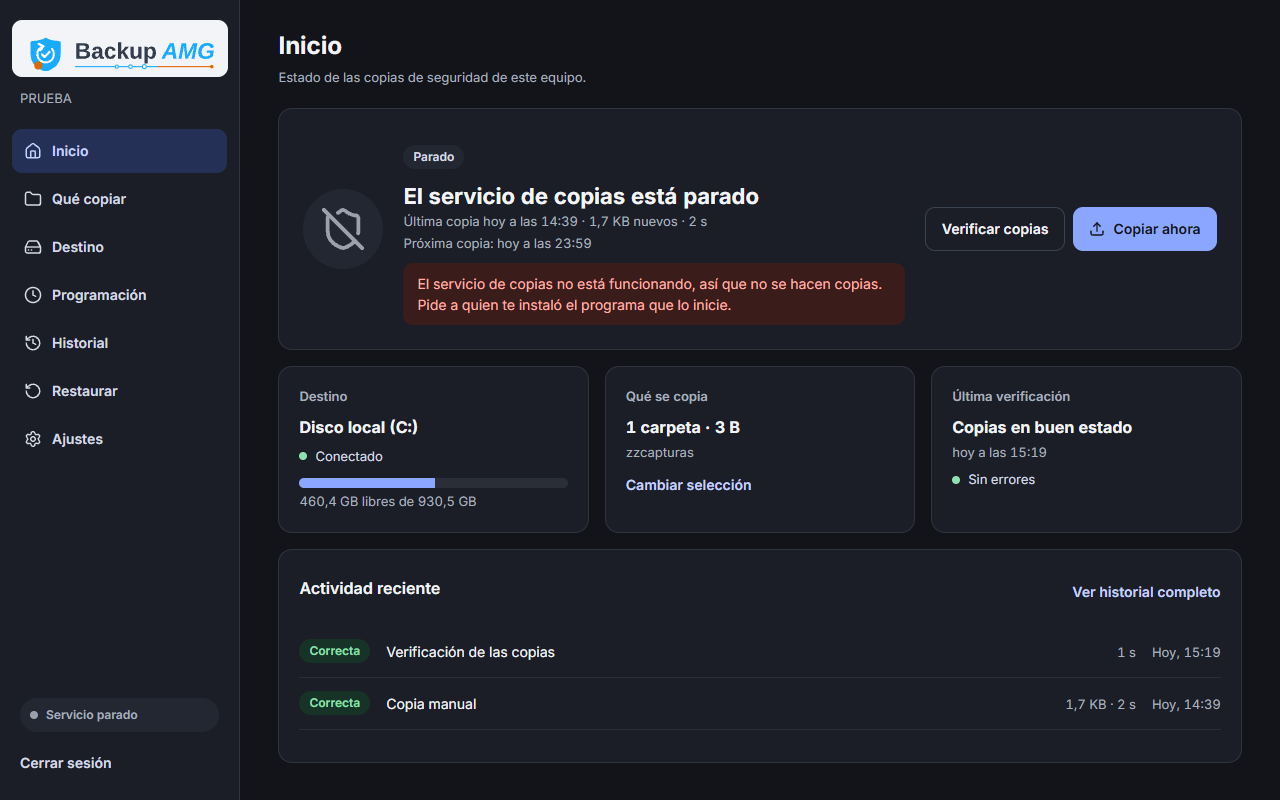 Backup AMG
PRUEBA
Inicio
Qué copiar
Destino
Programación
Historial
Restaurar
Ajustes
Servicio parado
Cerrar sesión
Inicio
Estado de las copias de seguridad de este equipo.
Parado
El servicio de copias está parado
Última copia hoy a las 14:39 · 1,7 KB nuevos · 2 s
Próxima copia: hoy a las 23:59
El servicio de copias no está funcionando, así que no se hacen copias.
Pide a quien te instaló el programa que lo inicie.
Verificar copias
Copiar ahora
Destino
Disco local (C:)
Conectado
460,4 GB libres de 930,5 GB
Qué se copia
1 carpeta · 3 B
zzcapturas
Cambiar selección
Última verificación
Copias en buen estado
hoy a las 15:19
Sin errores
Actividad reciente
Ver historial completo
Correcta Verificación de las copias 1 s Hoy, 15:19
Correcta Copia manual 1,7 KB · 2 s Hoy, 14:39